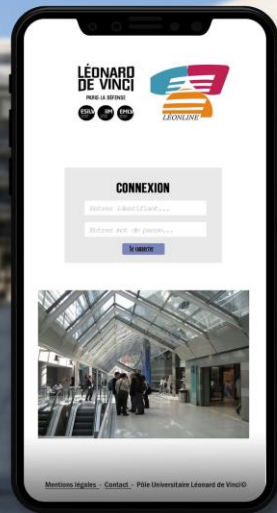 LÉONARD
DE VINCI
PARIS-LA DÉFENSE
ESILV IIM EMLV
LÉONLINE
CONNEXION
Entrez identifiant...
Entrez mot de passe...
Se connecter
Mentions légales - Contact - Pôle Universitaire Léonard de Vinci©